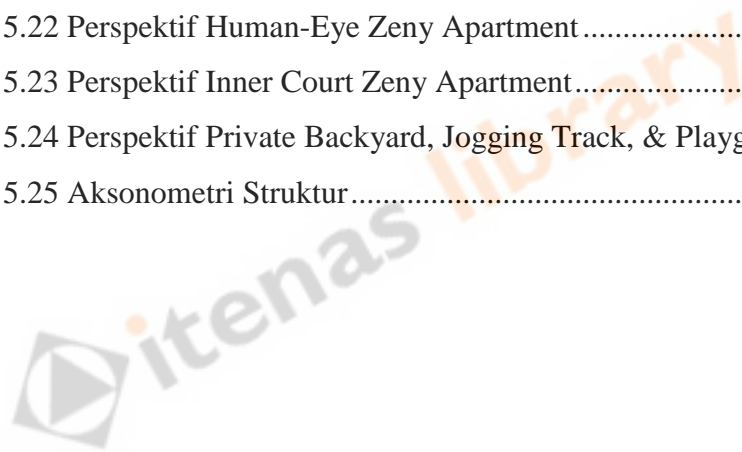 5.22 Perspektif Human-Eye Zeny Apartment....................
5.23 Perspektif Inner Court Zeny Apartment.....................
5.24 Perspektif Private Backyard, Jogging Track, &
5.25 Aksonometri Struktur.................................................
itenas library